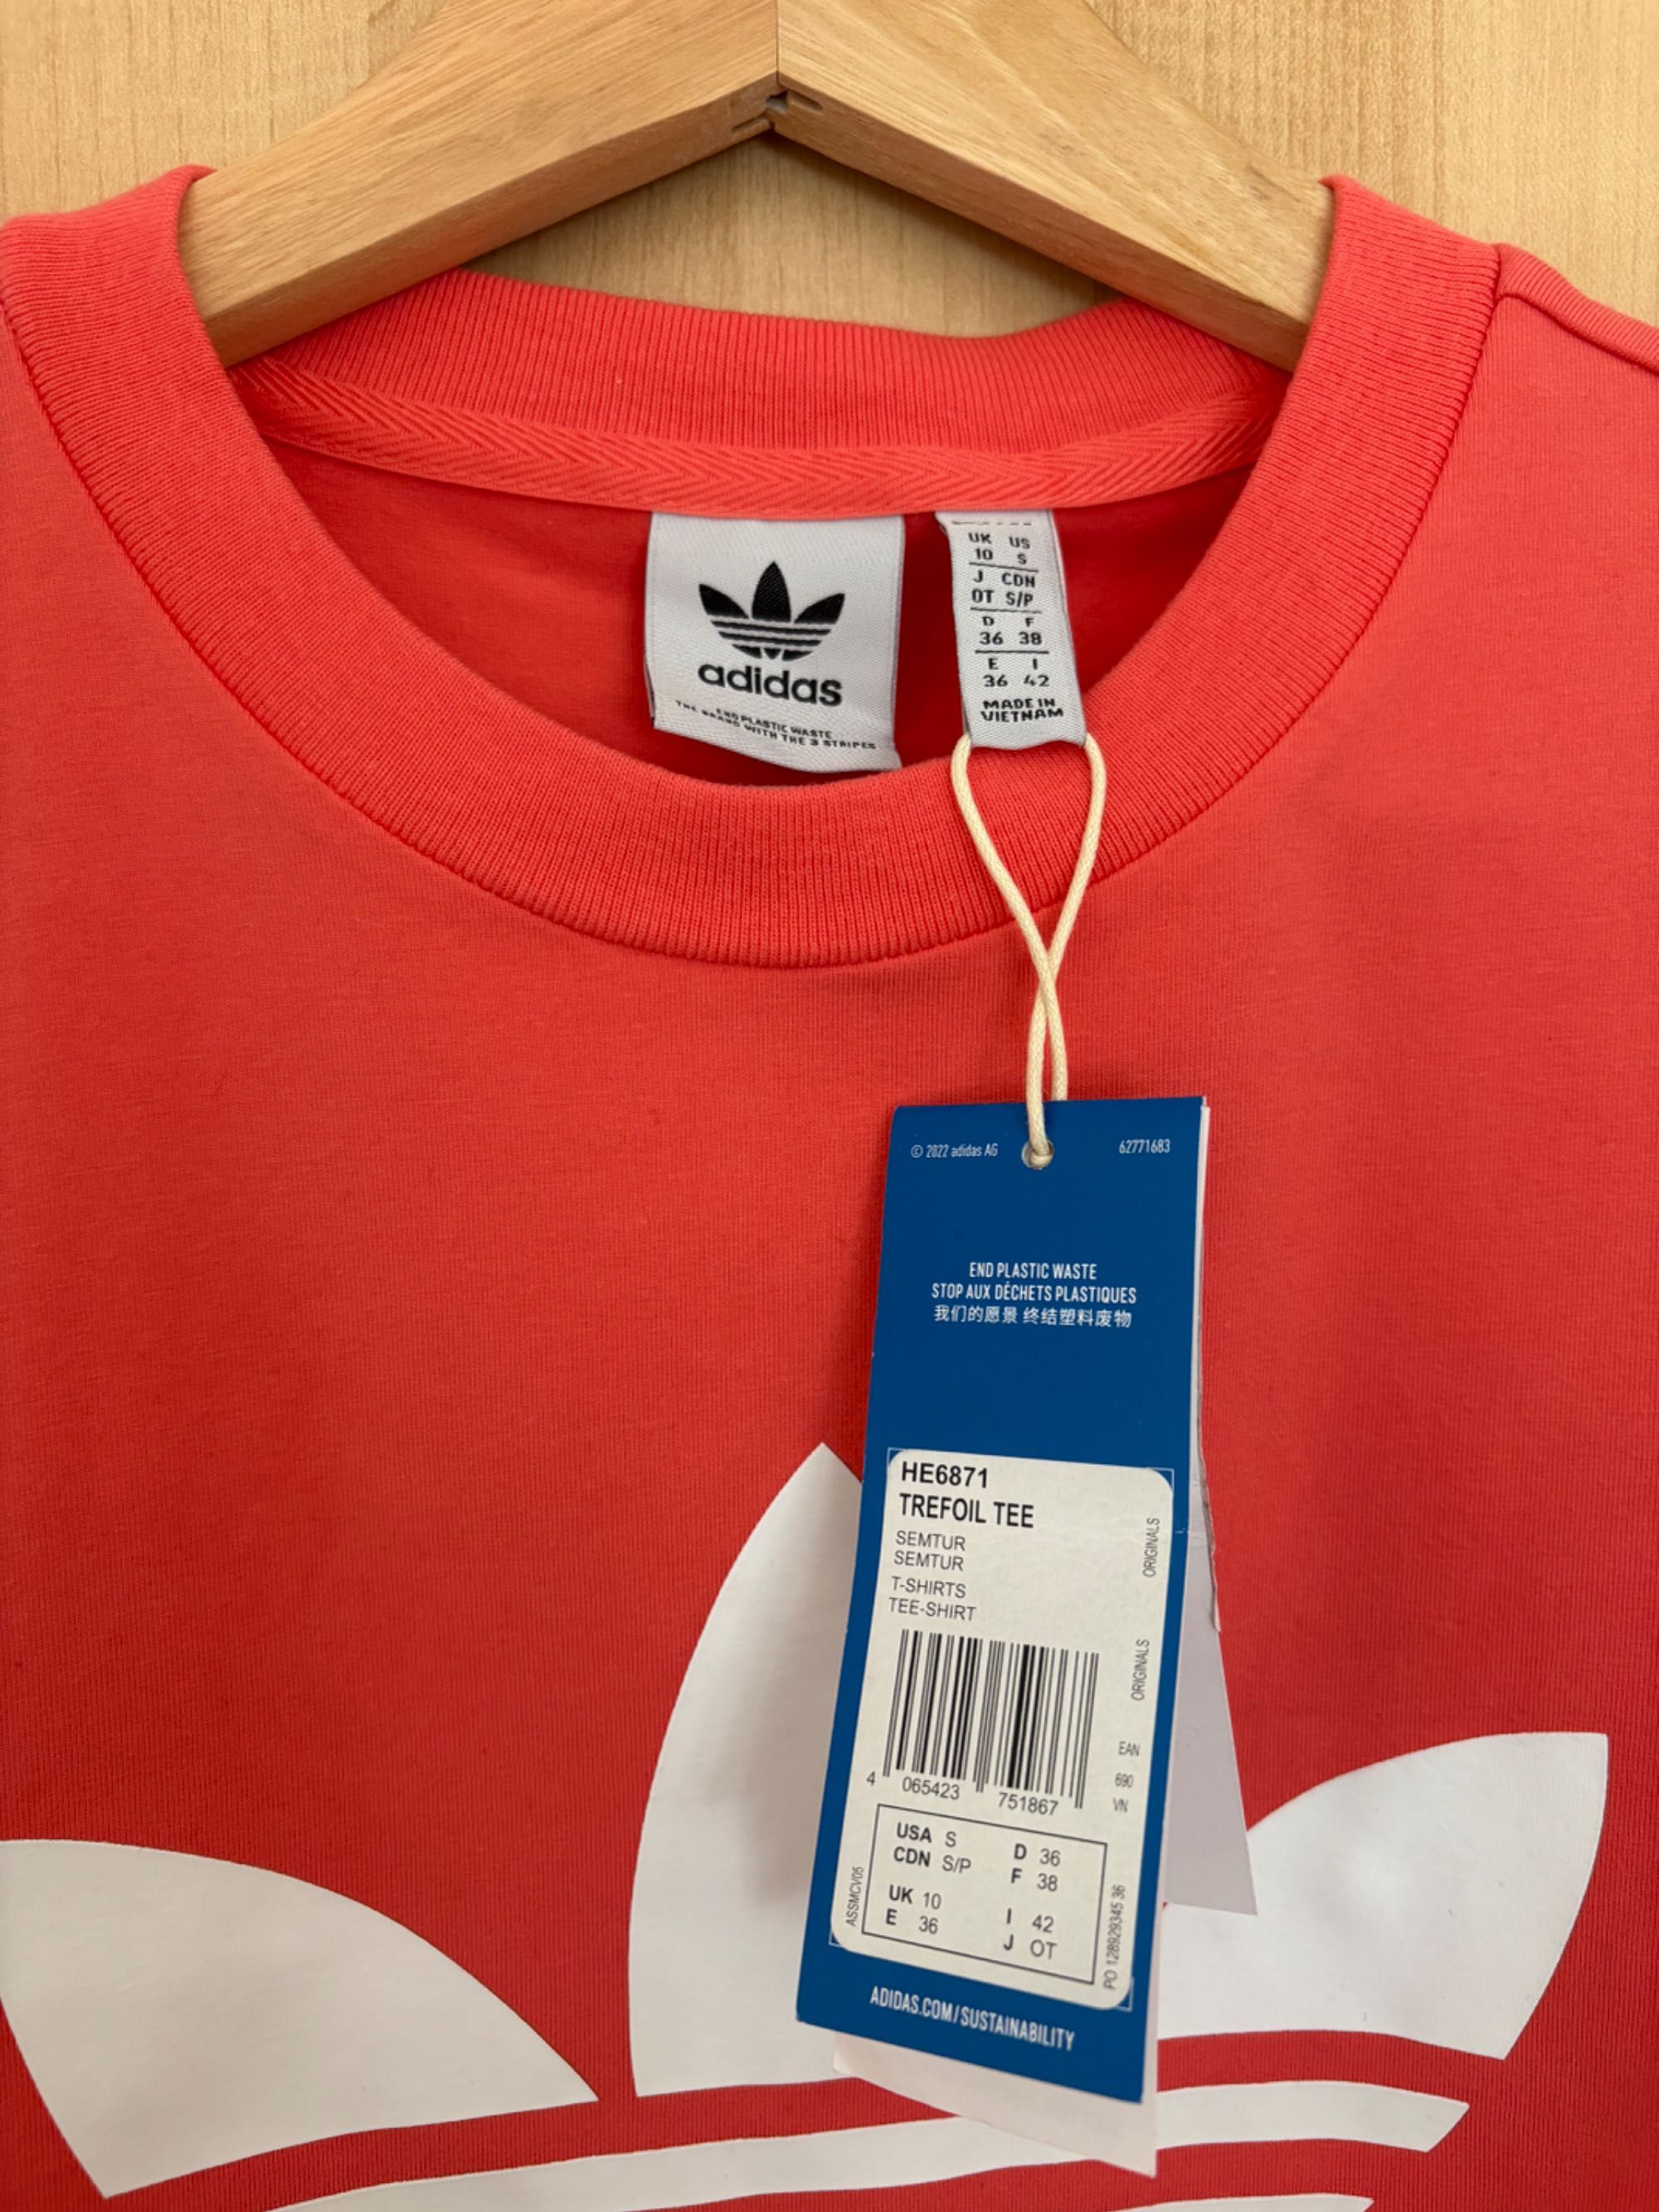 adidas
END PLASTIC WASTE
THE BRAND WITH THE 3 STRIPES
UK US
10 S
J CDN
OT S/P
D F
36 38
E I
36 42
MADE IN
VIETNAM
© 2022 adidas AG
62771683
END PLASTIC WASTE
STOP AUX DÉCHETS PLASTIQUES
我们的愿景 终结塑料废物
HE6871
TREFOIL TEE
SEMTUR
SEMTUR
T-SHIRTS
TEE-SHIRT
ORIGINALS
ORIGINALS
4 065423 751867
EAN
690
VN
USA S D 36
CDN S/P F 38
UK 10 I 42
E 36 J OT
ASSMCV05
PO 128929345 36
ADIDAS.COM/SUSTAINABILITY